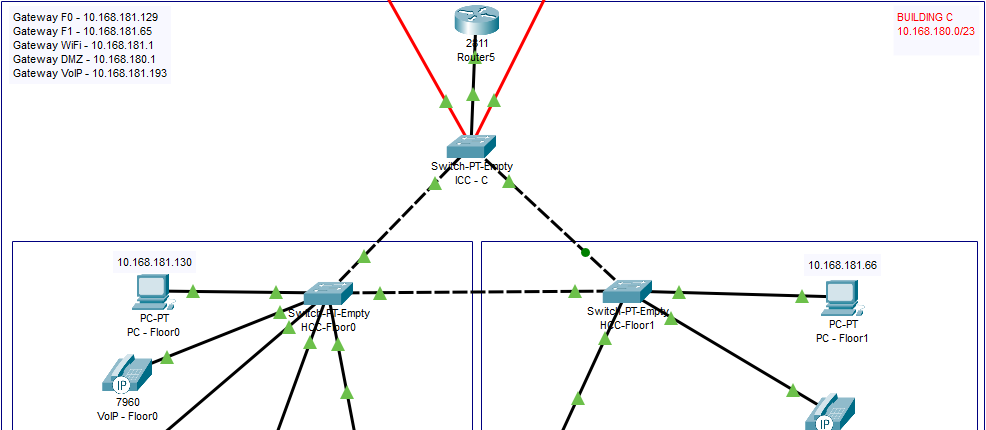 Gateway F0 - 10.168.181.129
Gateway F1 - 10.168.181.65
Gateway WiFi - 10.168.181.1
Gateway DMZ - 10.168.180.1
Gateway VoIP - 10.168.181.193
BUILDING C
10.168.180.0/23
2811
Router5
Switch-PT-Empty
ICC - C
10.168.181.130
PC-PT
PC - Floor0
Switch-PT-Empty
HCC-Floor0
IP
7960
VoIP - Floor0
Switch-PT-Empty
HCC-Floor1
10.168.181.66
PC-PT
PC - Floor1
IP